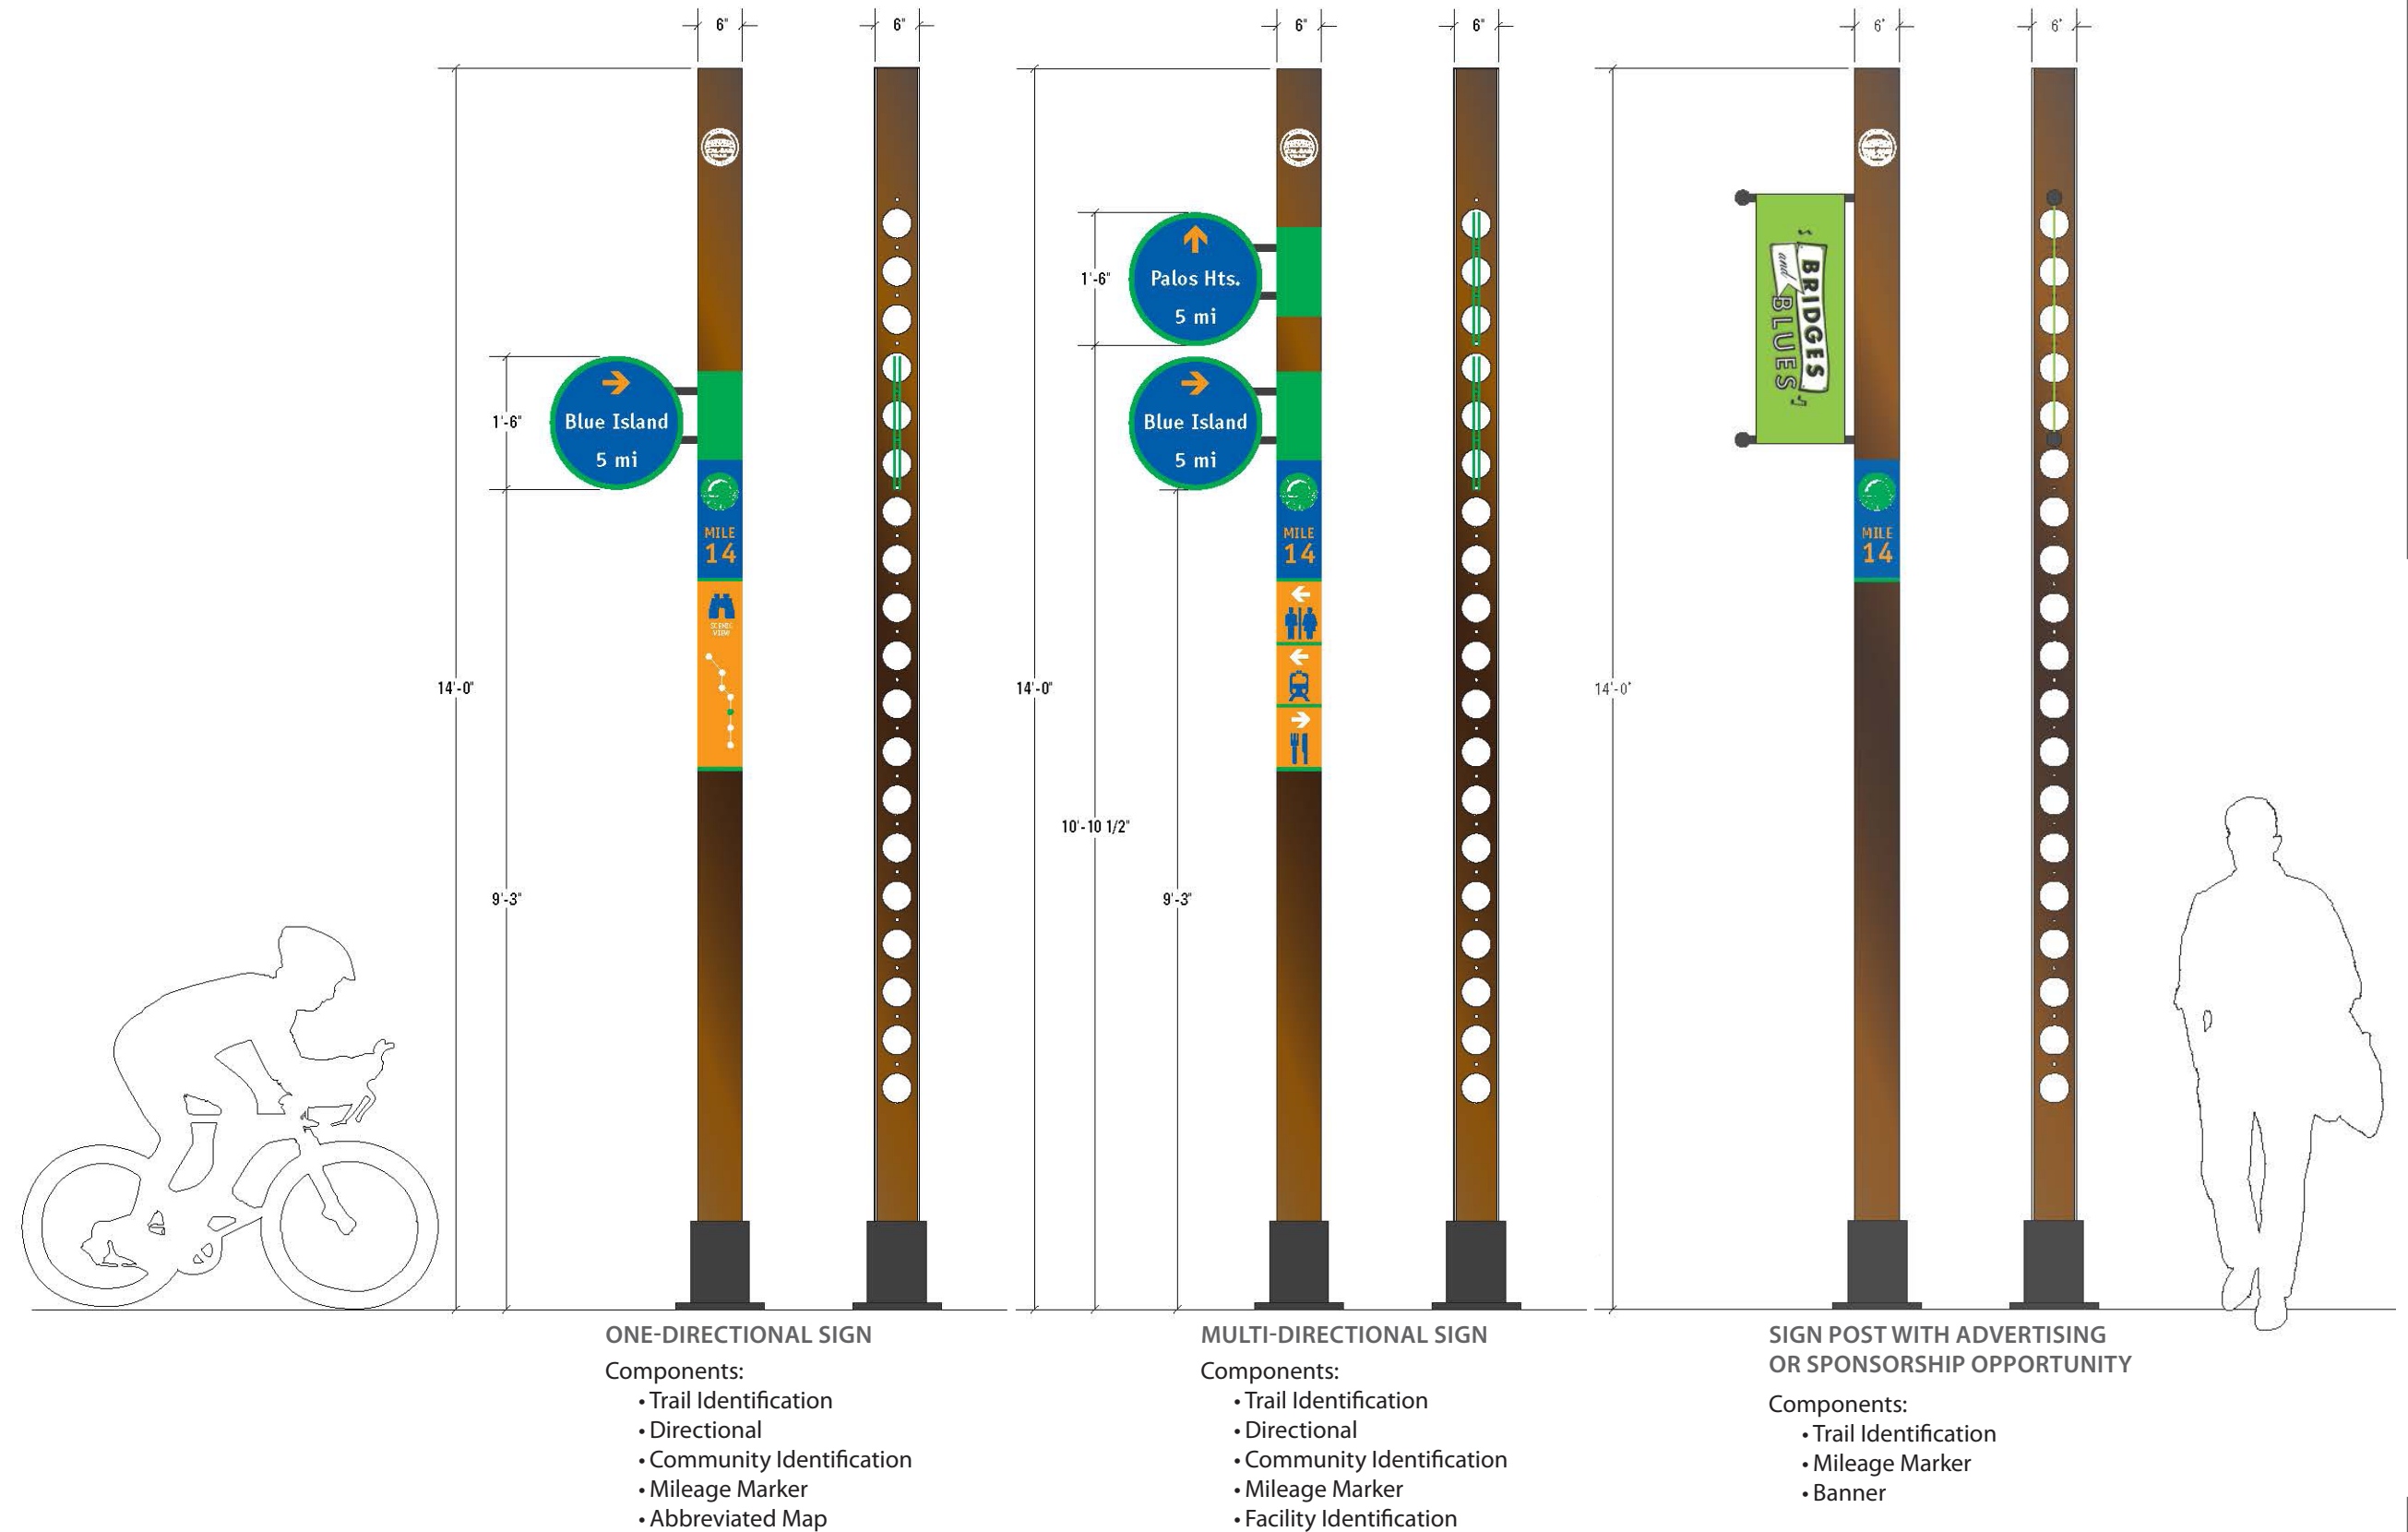 6"
6"
14'-0"
1'-6"
9'-3"
Blue Island
5 mi
MILE
14
SCENIC
VIEW
ONE-DIRECTIONAL SIGN
Components:
• Trail Identification
• Directional
• Community Identification
• Mileage Marker
• Abbreviated Map
6"
6"
14'-0"
1'-6"
10'-10 1/2"
9'-3"
Palos Hts.
5 mi
Blue Island
5 mi
MILE
14
MULTI-DIRECTIONAL SIGN
Components:
• Trail Identification
• Directional
• Community Identification
• Mileage Marker
• Facility Identification
6"
6"
14'-0"
BRIDGES
and
BLUES
MILE
14
SIGN POST WITH ADVERTISING
OR SPONSORSHIP OPPORTUNITY
Components:
• Trail Identification
• Mileage Marker
• Banner